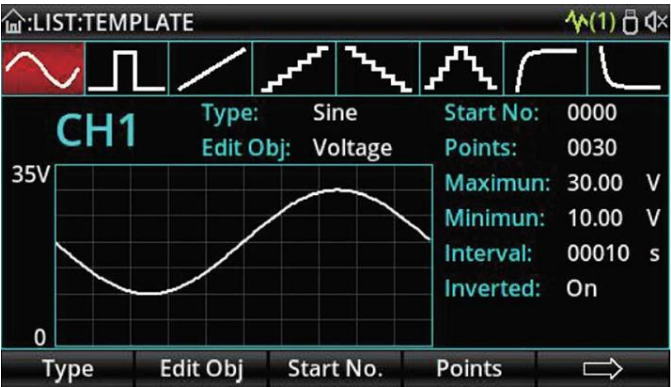 :LIST:TEMPLATE (1)
CH1
Type: Sine
Edit Obj: Voltage
Start No: 0000
Points: 0030
Maximun: 30.00 V
Minimun: 10.00 V
Interval: 00010 s
Inverted: On
35V
0
Type Edit Obj Start No. Points